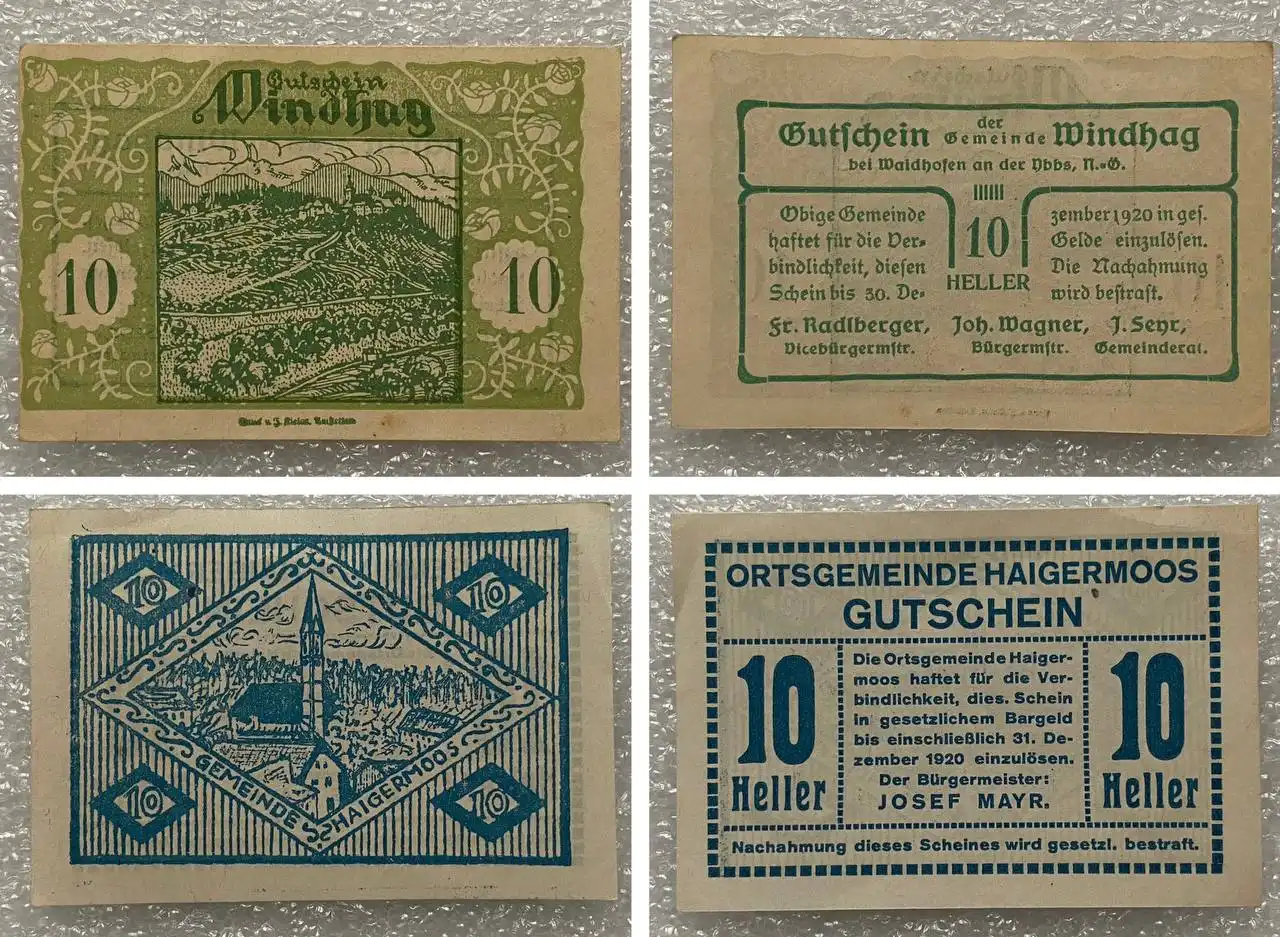 Gutschein
Windhag
10
10
Gutschein der Gemeinde Windhag
bei Waidhofen an der Ybbs, N.=Ö.
Obige Gemeinde
haftet für die Ver=
bindlichkeit, diesen
Schein bis 30. De=
10
HELLER
zember 1920 in ges.
Gelde einzulösen.
Die Nachahmung
wird bestraft.
Fr. Radlberger, Joh. Wagner, J. Seyr,
Vicebürgermstr. Bürgermstr. Gemeinderat.
10
10
GEMEINDE HAIGERMOOS
10
10
ORTSGEMEINDE HAIGERMOOS
GUTSCHEIN
10
Heller
Die Ortsgemeinde Haiger-
moos haftet für die Ver-
bindlichkeit, dies. Schein
in gesetzlichem Bargeld
bis einschließlich 31. De-
zember 1920 einzulösen.
Der Bürgermeister:
JOSEF MAYR.
10
Heller
Nachahmung dieses Scheines wird gesetzl. bestraft.